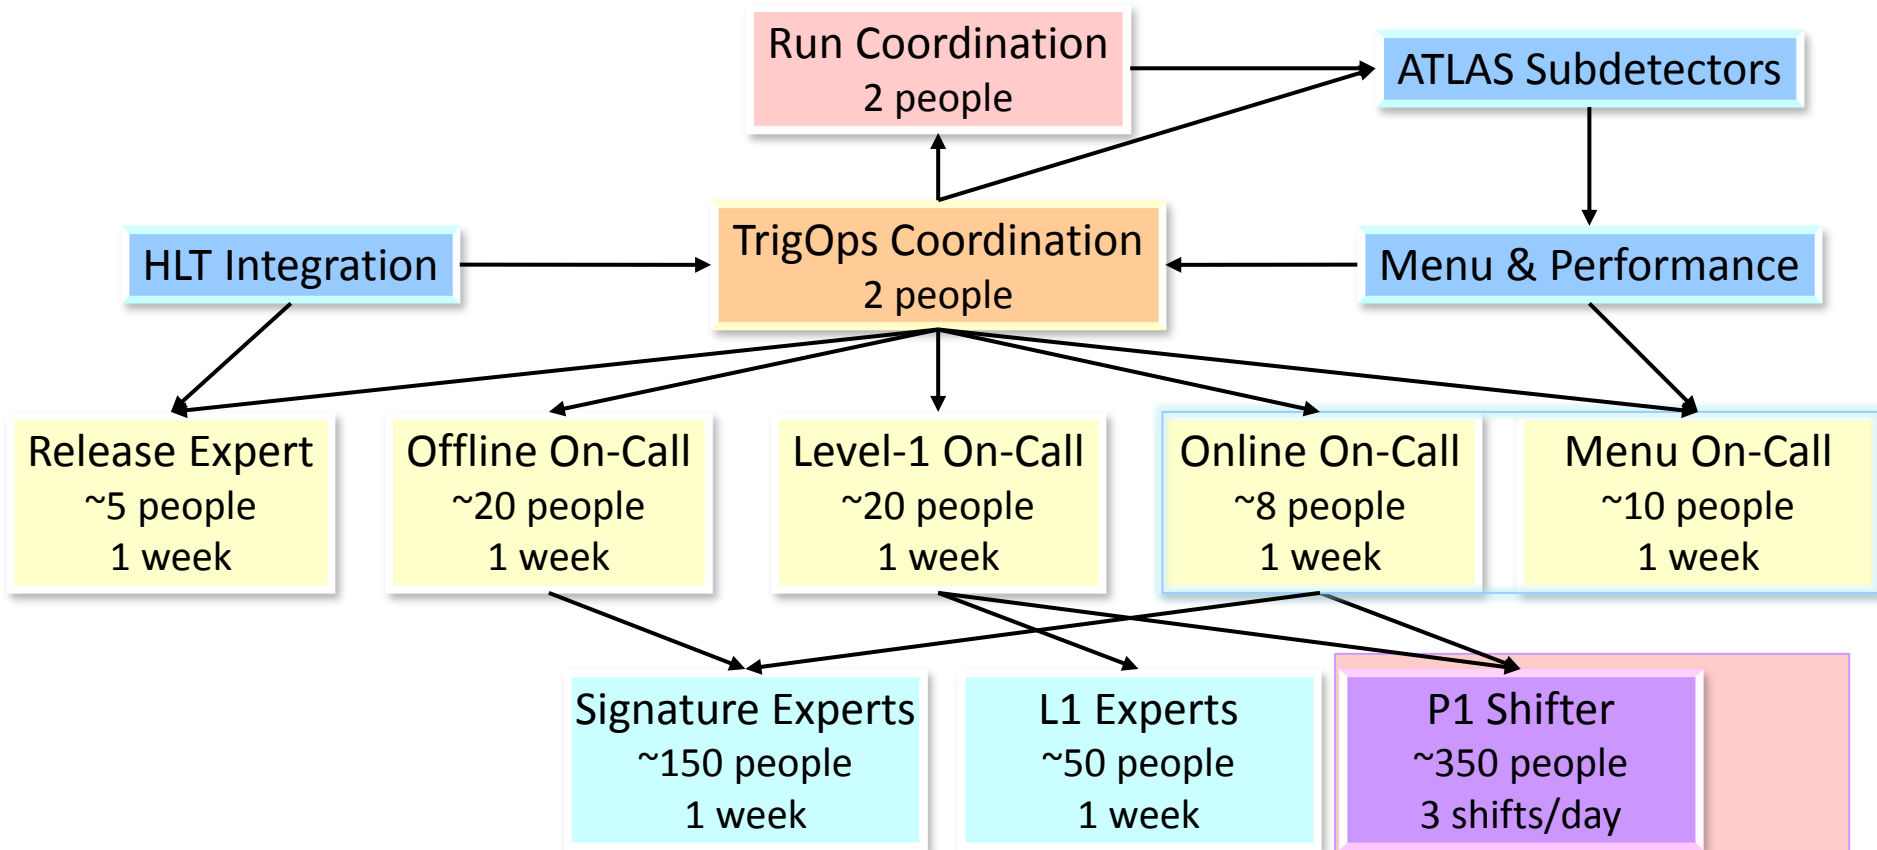 Run Coordination
2 people
ATLAS Subdetectors
HLT Integration
TrigOps Coordination
2 people
Menu & Performance
Release Expert
~5 people
1 week
Offline On-Call
~20 people
1 week
Level-1 On-Call
~20 people
1 week
Online On-Call
~8 people
1 week
Menu On-Call
~10 people
1 week
Signature Experts
~150 people
1 week
L1 Experts
~50 people
1 week
P1 Shifter
~350 people
3 shifts/day